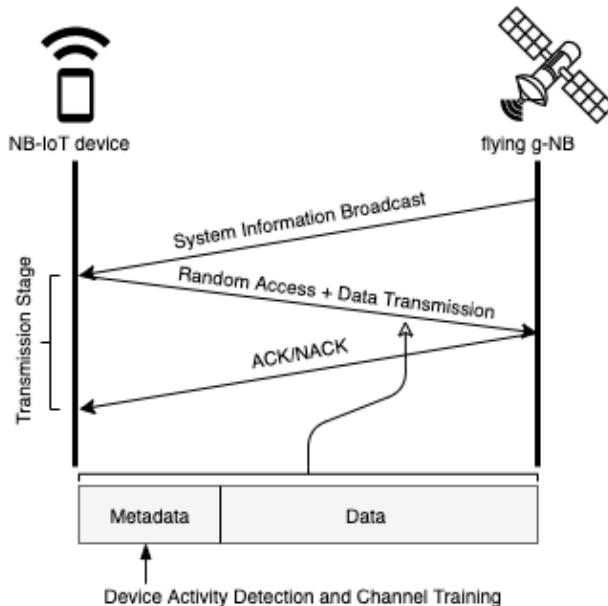 NB-IoT device
flying g-NB
System Information Broadcast
Random Access + Data Transmission
ACK/NACK
Transmission Stage
Metadata
Data
Device Activity Detection and Channel Training